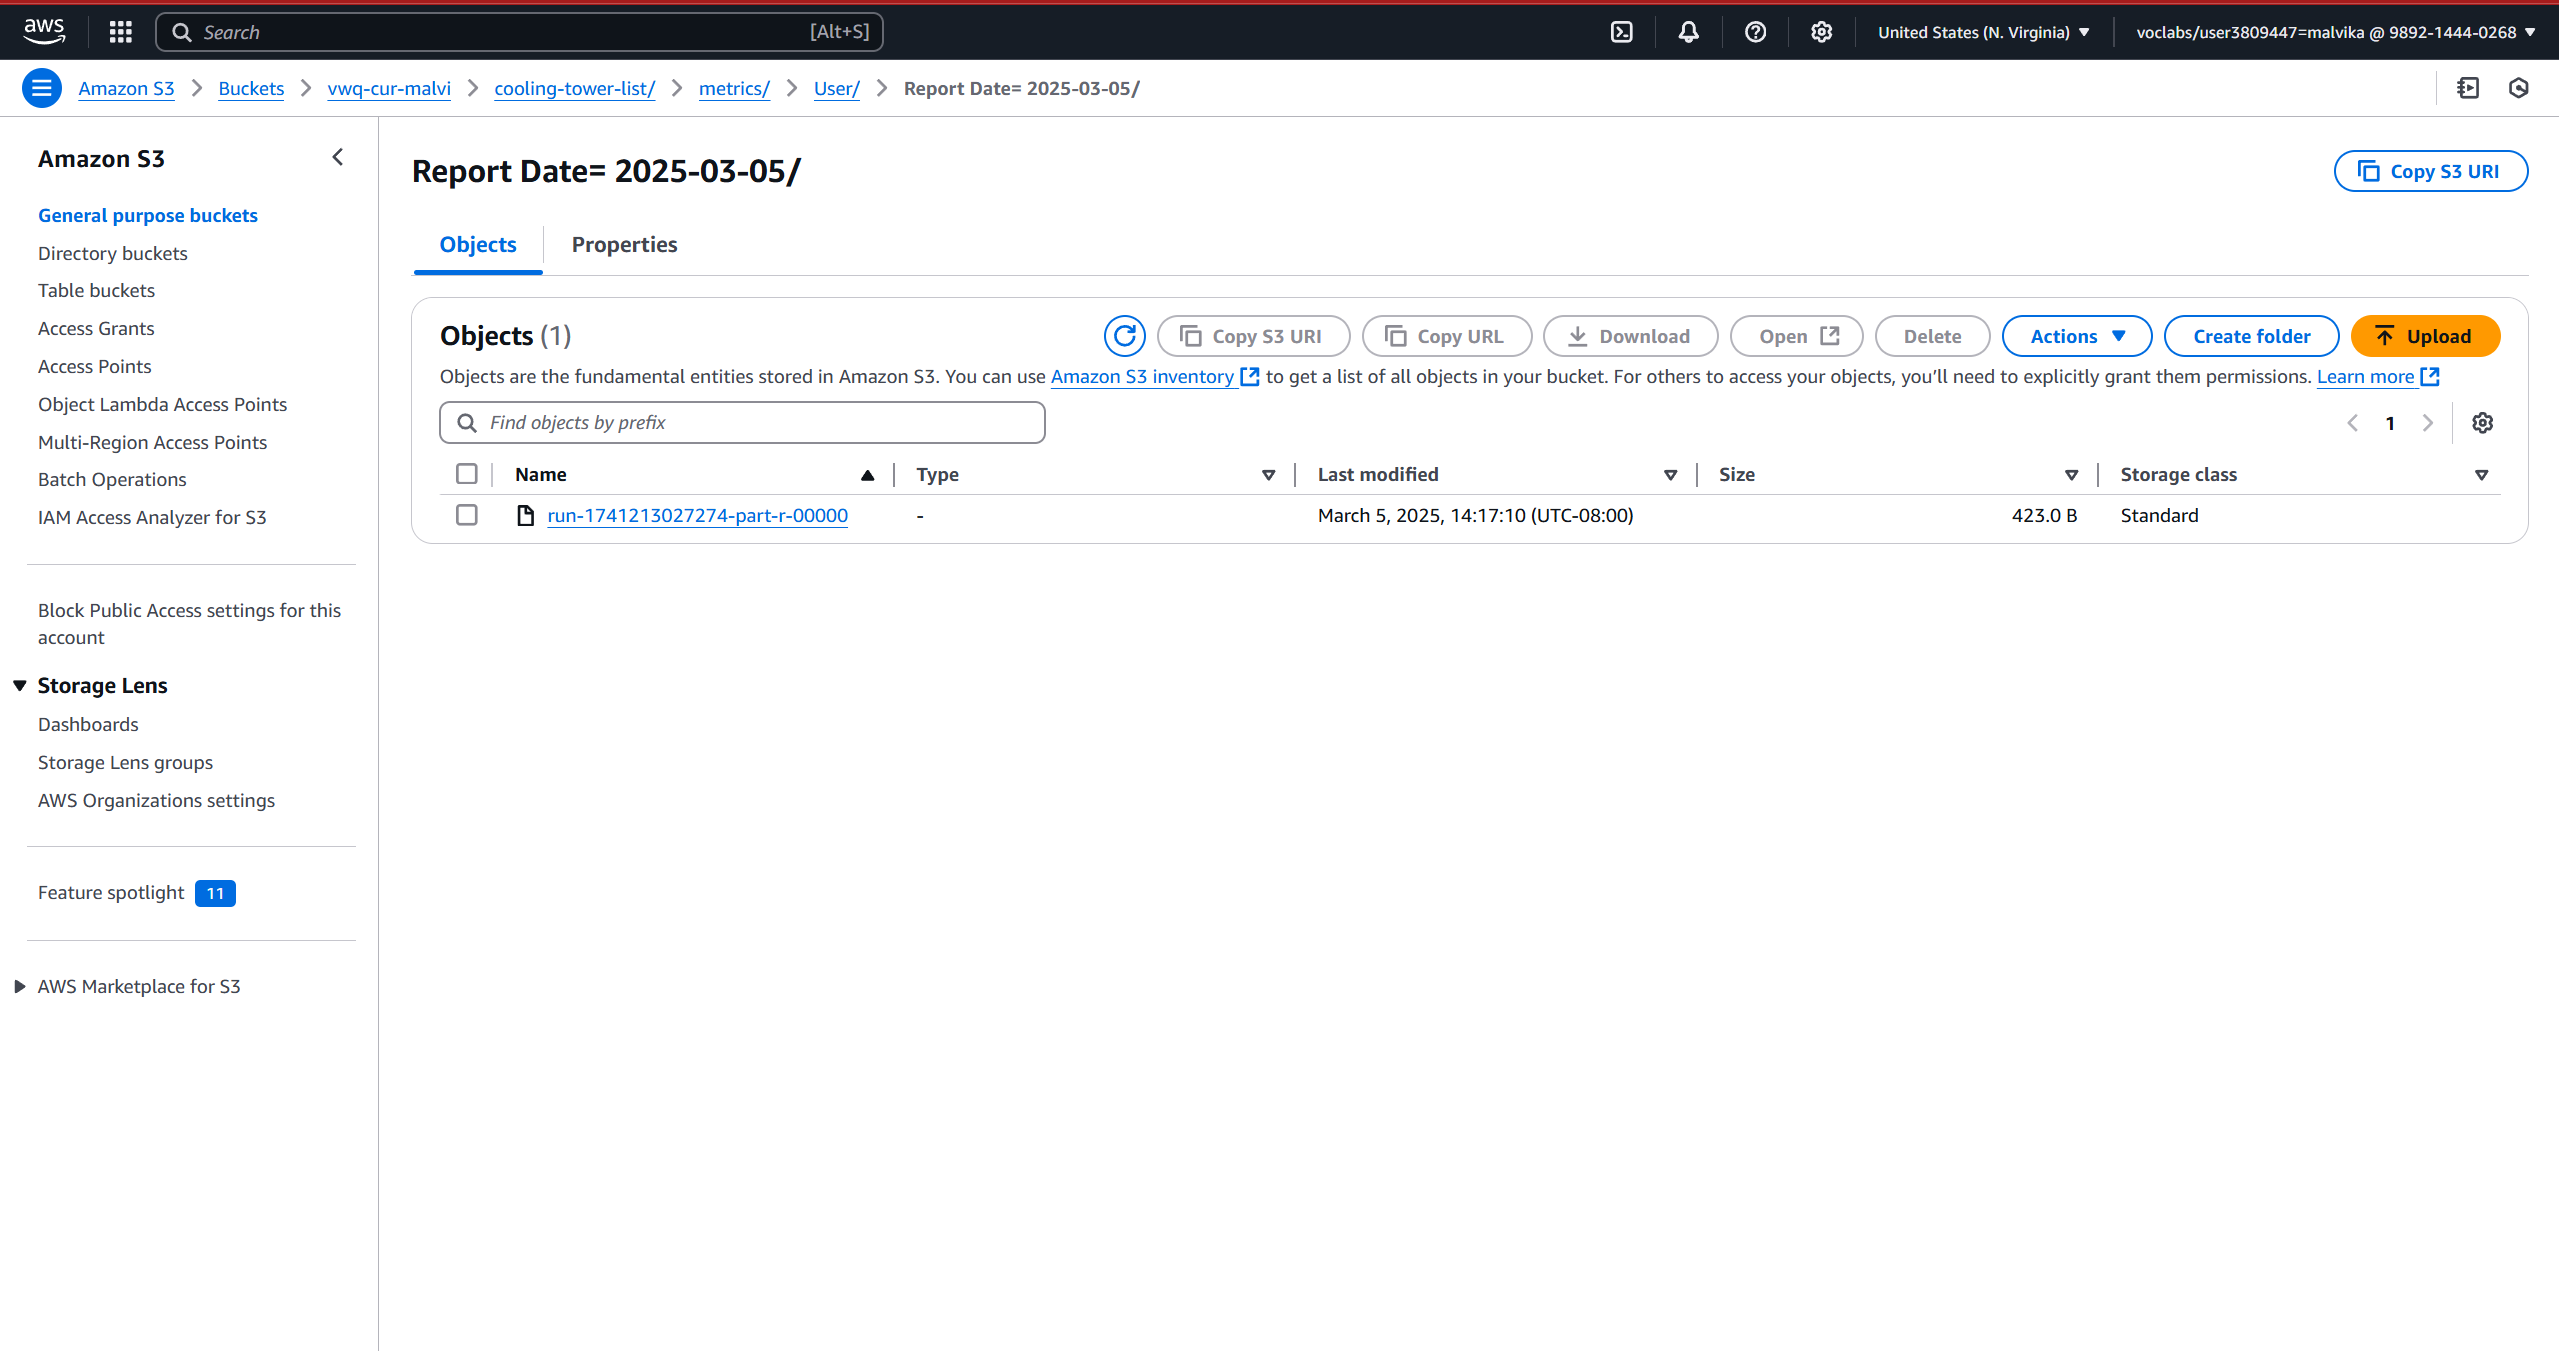 aws
Search [Alt+S]
United States (N. Virginia)
voclabs/user3809447=malvika @ 9892-1444-0268
Amazon S3 > Buckets > vwq-cur-malvi > cooling-tower-list/ > metrics/ > User/ > Report Date= 2025-03-05/
Amazon S3
General purpose buckets
Directory buckets
Table buckets
Access Grants
Access Points
Object Lambda Access Points
Multi-Region Access Points
Batch Operations
IAM Access Analyzer for S3
Block Public Access settings for this
account
Storage Lens
Dashboards
Storage Lens groups
AWS Organizations settings
Feature spotlight 11
AWS Marketplace for S3
Report Date= 2025-03-05/
Copy S3 URI
Objects
Properties
Objects (1)
Copy S3 URI
Copy URL
Download
Open
Delete
Actions
Create folder
Upload
Objects are the fundamental entities stored in Amazon S3. You can use Amazon S3 inventory to get a list of all objects in your bucket. For others to access your objects, you'll need to explicitly grant them permissions. Learn more
Find objects by prefix
1
Name Type Last modified Size Storage class
run-1741213027274-part-r-00000 - March 5, 2025, 14:17:10 (UTC-08:00) 423.0 B Standard